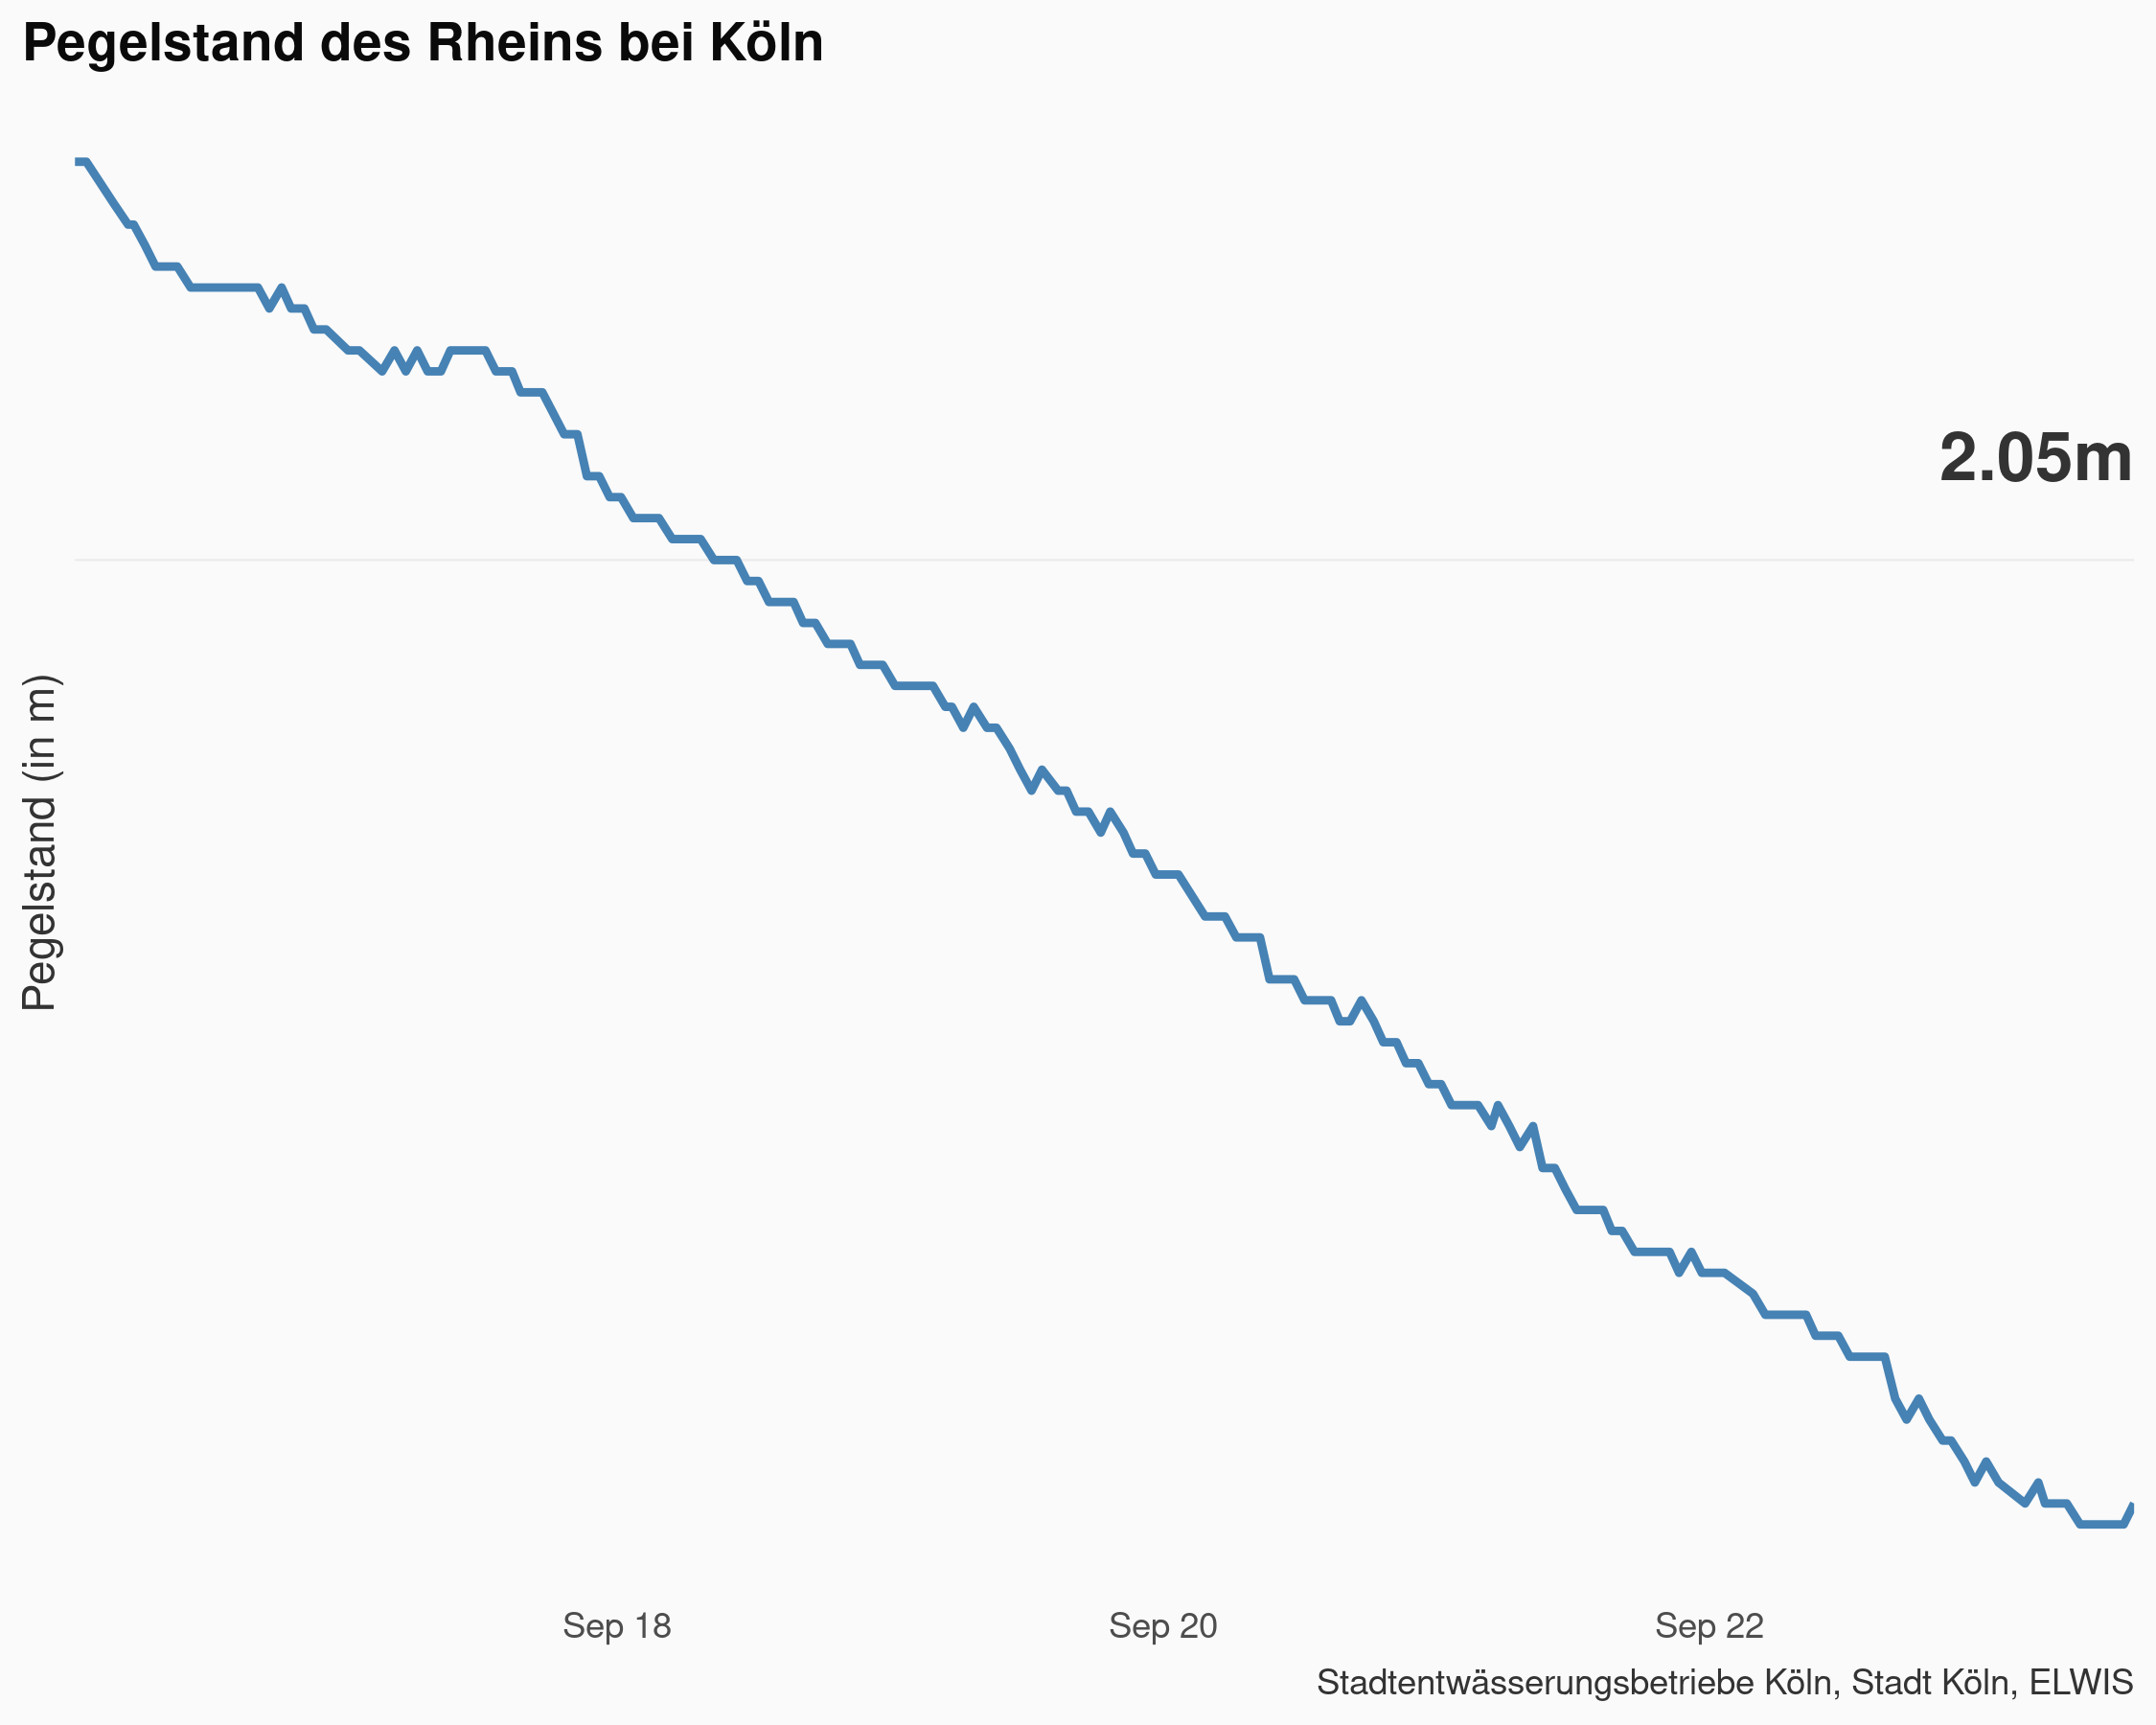 Pegelstand des Rheins bei Köln
2.05m
Pegelstand (in m)
Sep 18
Sep 20
Sep 22
Stadtentwässerungsbetriebe Köln, Stadt Köln, ELWIS